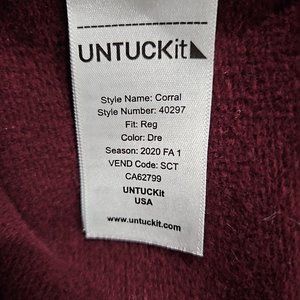 UNTUCKit
Style Name: Corral
Style Number: 40297
Fit: Reg
Color: Dre
Season: 2020 FA 1
VEND Code: SCT
CA62799
UNTUCKit
USA
www.untuckit.com